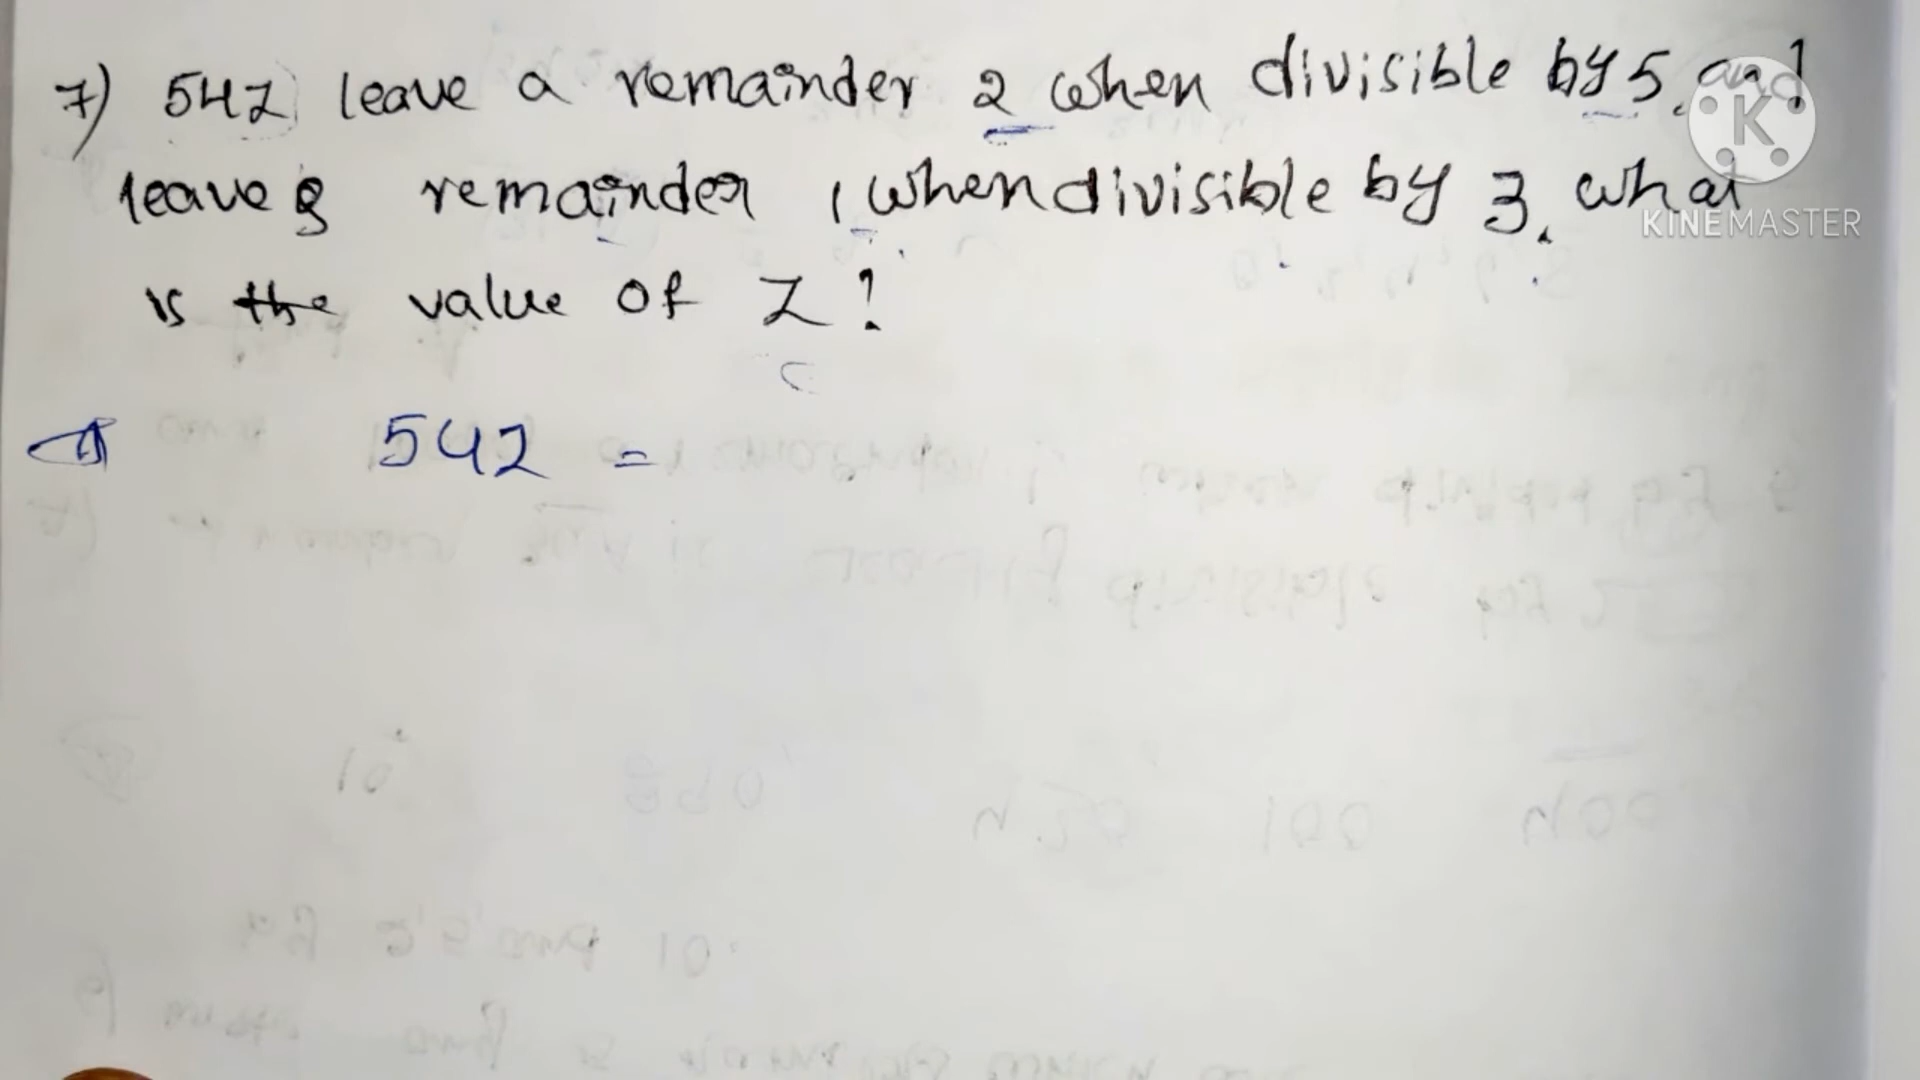 7) 54z leave a remainder 2 when divisible by 5, and
leaves remainder 1, when divisible by 3. what
is the value of z?
54z =
K
KINEMASTER